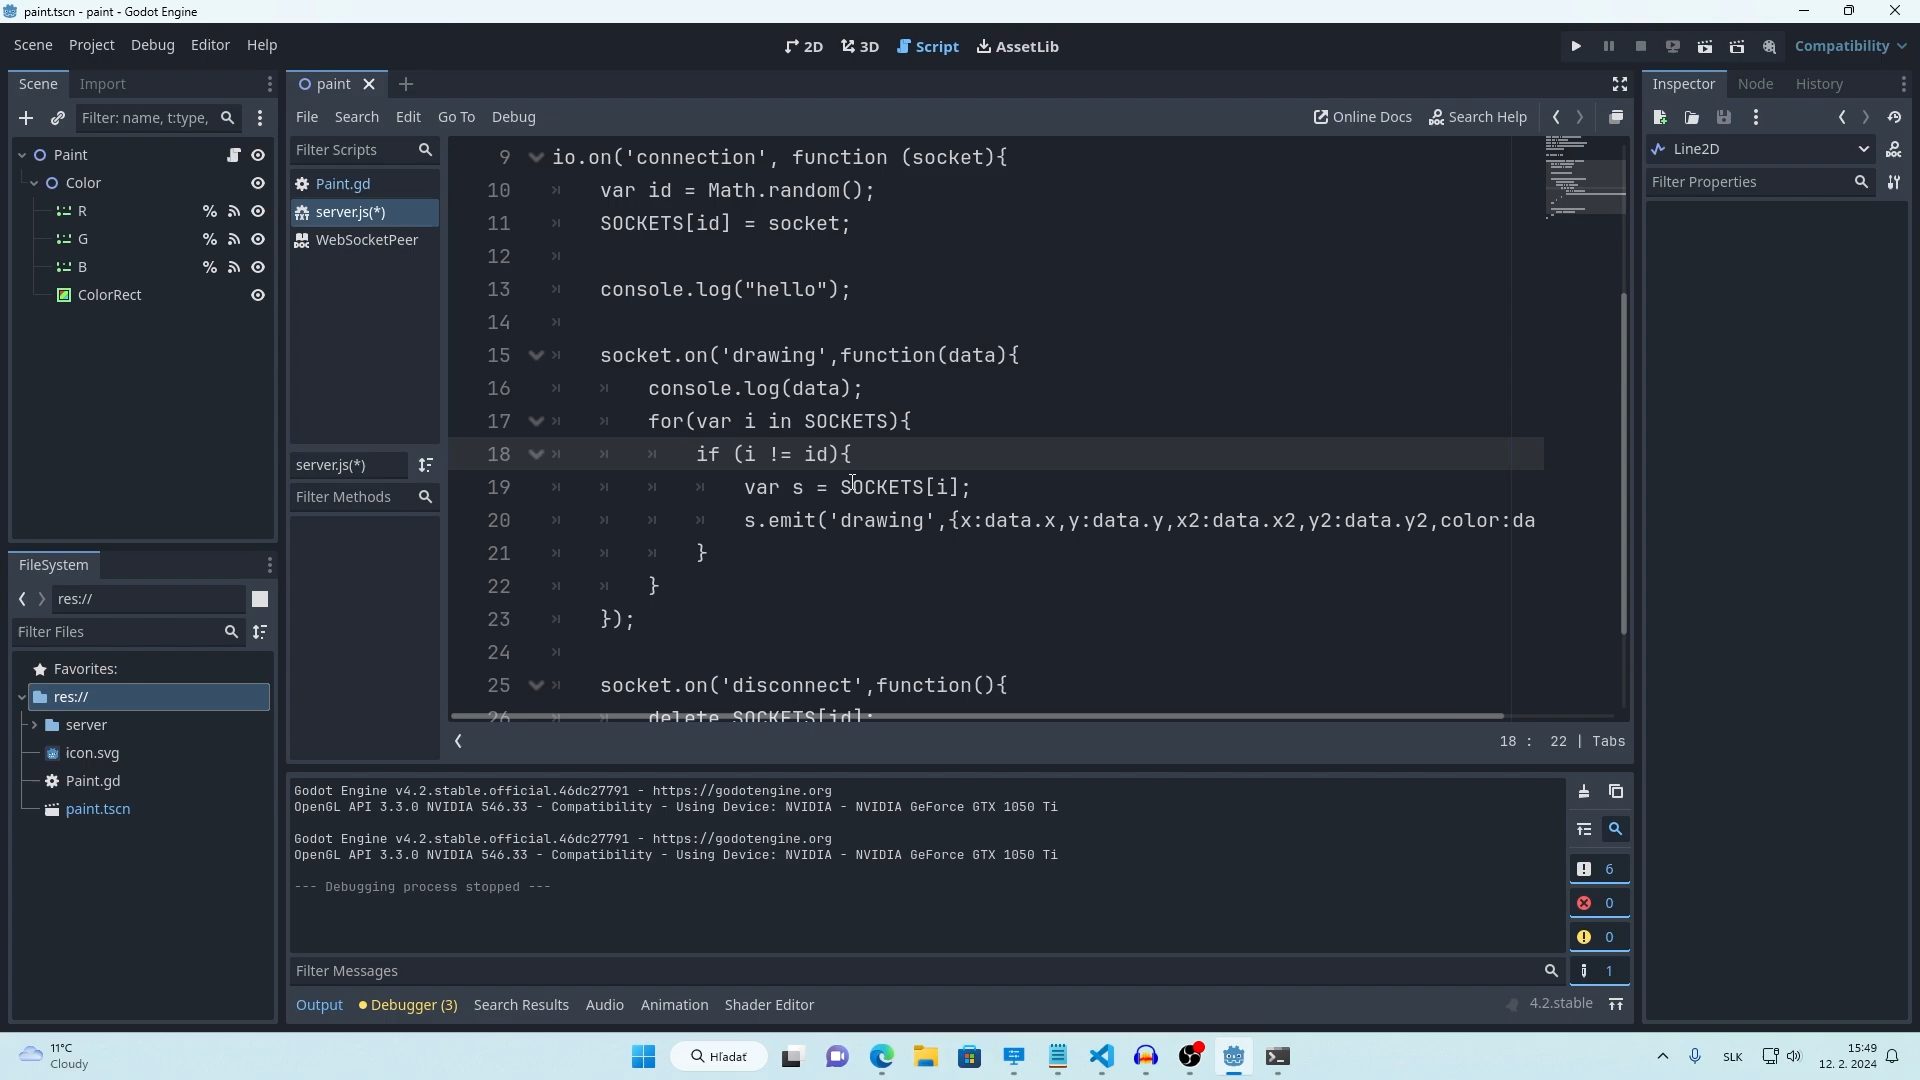 paint.tscn - paint - Godot Engine
Scene Project Debug Editor Help
2D 3D Script AssetLib
Compatibility
Scene Import
Filter: name, t:type,
Paint
Color
R
G
B
ColorRect
FileSystem
res://
Filter Files
Favorites:
res://
server
icon.svg
Paint.gd
paint.tscn
paint
File Search Edit Go To Debug
Online Docs Search Help
Filter Scripts
Paint.gd
server.js(*)
WebSocketPeer
server.js(*)
Filter Methods
9 io.on('connection', function (socket){
10 var id = Math.random();
11 SOCKETS[id] = socket;
12
13 console.log("hello");
14
15 socket.on('drawing',function(data){
16 console.log(data);
17 for(var i in SOCKETS){
18 if (i != id){
19 var s = SOCKETS[i];
20 s.emit('drawing',{x:data.x,y:data.y,x2:data.x2,y2:data.y2,color:da
21 }
22 }
23 });
24
25 socket.on('disconnect',function(){
26 delete SOCKETS[id];
18 : 22 | Tabs
Godot Engine v4.2.stable.official.46dc27791 - https://godotengine.org
OpenGL API 3.3.0 NVIDIA 546.33 - Compatibility - Using Device: NVIDIA - NVIDIA GeForce GTX 1050 Ti
Godot Engine v4.2.stable.official.46dc27791 - https://godotengine.org
OpenGL API 3.3.0 NVIDIA 546.33 - Compatibility - Using Device: NVIDIA - NVIDIA GeForce GTX 1050 Ti
--- Debugging process stopped ---
6
0
0
1
Filter Messages
Output Debugger (3) Search Results Audio Animation Shader Editor
4.2.stable
Inspector Node History
Line2D
Filter Properties
11°C
Cloudy
Hľadať
SLK
15:49
12. 2. 2024